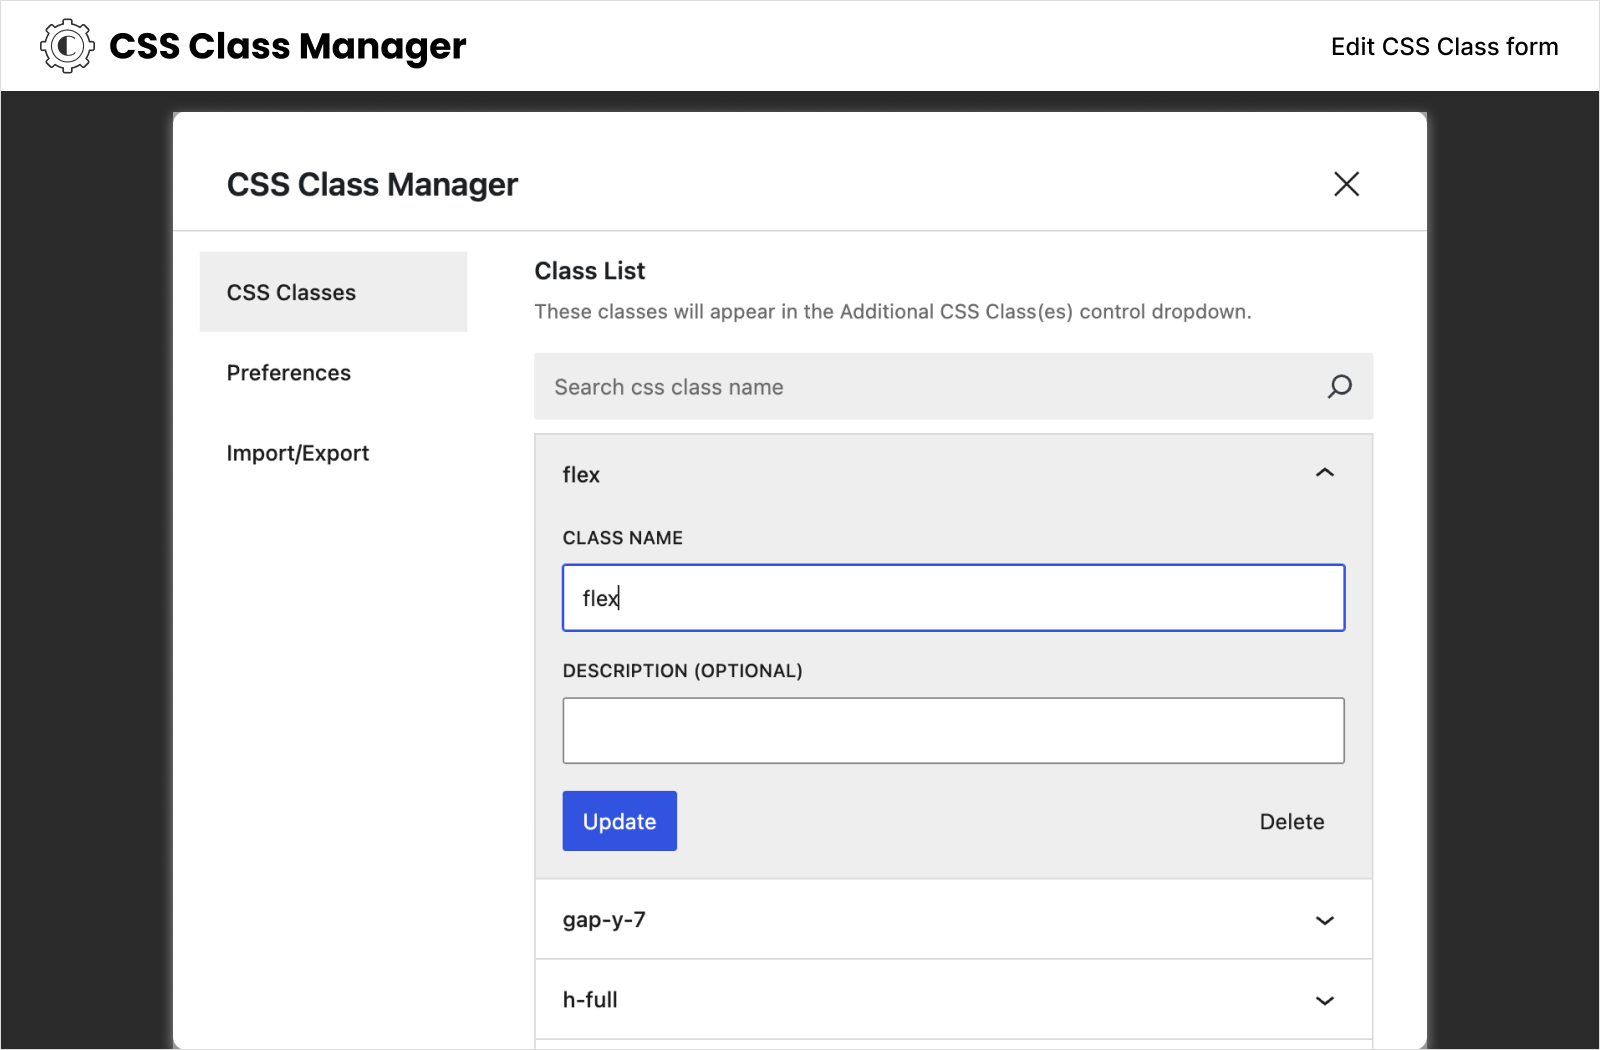 CSS Class Manager
Edit CSS Class form
CSS Class Manager
CSS Classes
Preferences
Import/Export
Class List
These classes will appear in the Additional CSS Class(es) control dropdown.
Search css class name
flex
CLASS NAME
flex
DESCRIPTION (OPTIONAL)
Update
Delete
gap-y-7
h-full